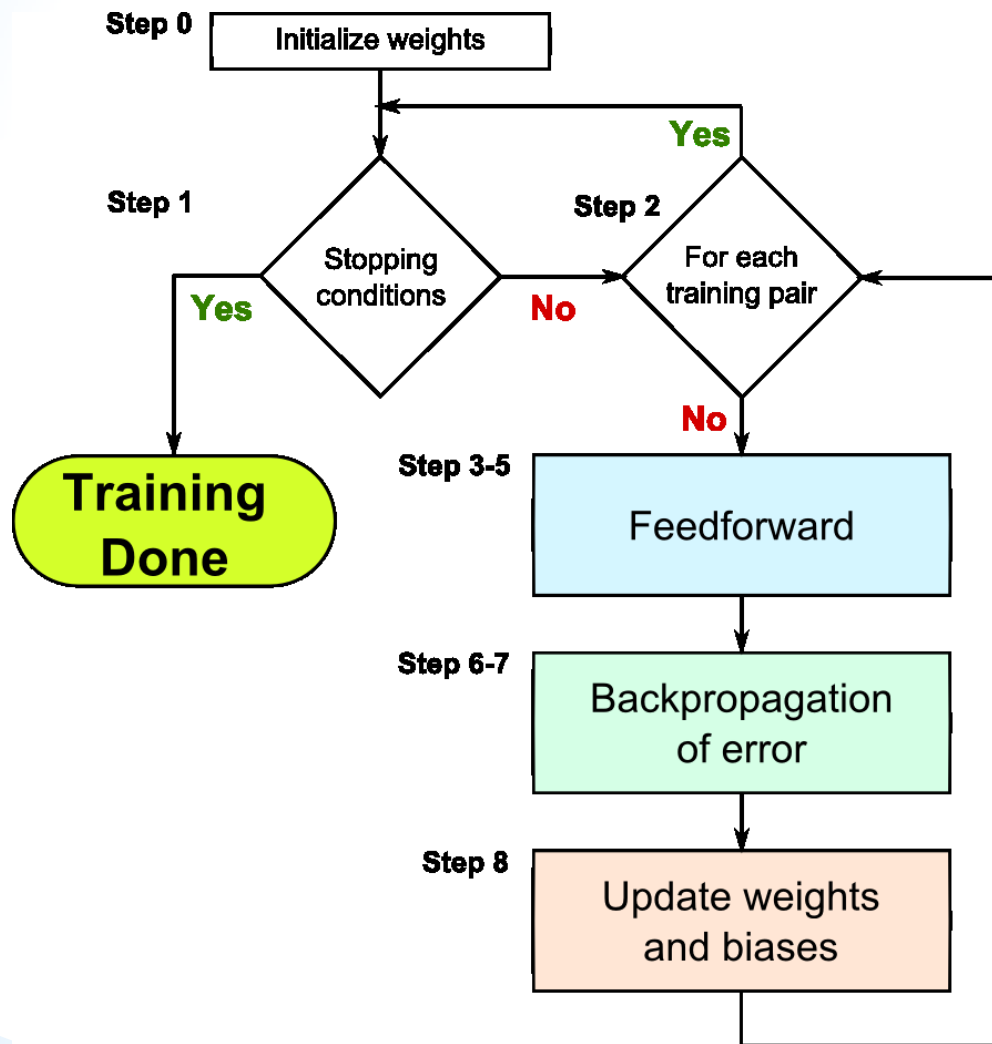 Step 0
Initialize weights
Yes
Step 1
Step 2
Stopping
conditions
For each
training pair
Yes
No
No
Training
Done
Step 3-5
Feedforward
Step 6-7
Backpropagation
of error
Step 8
Update weights
and biases